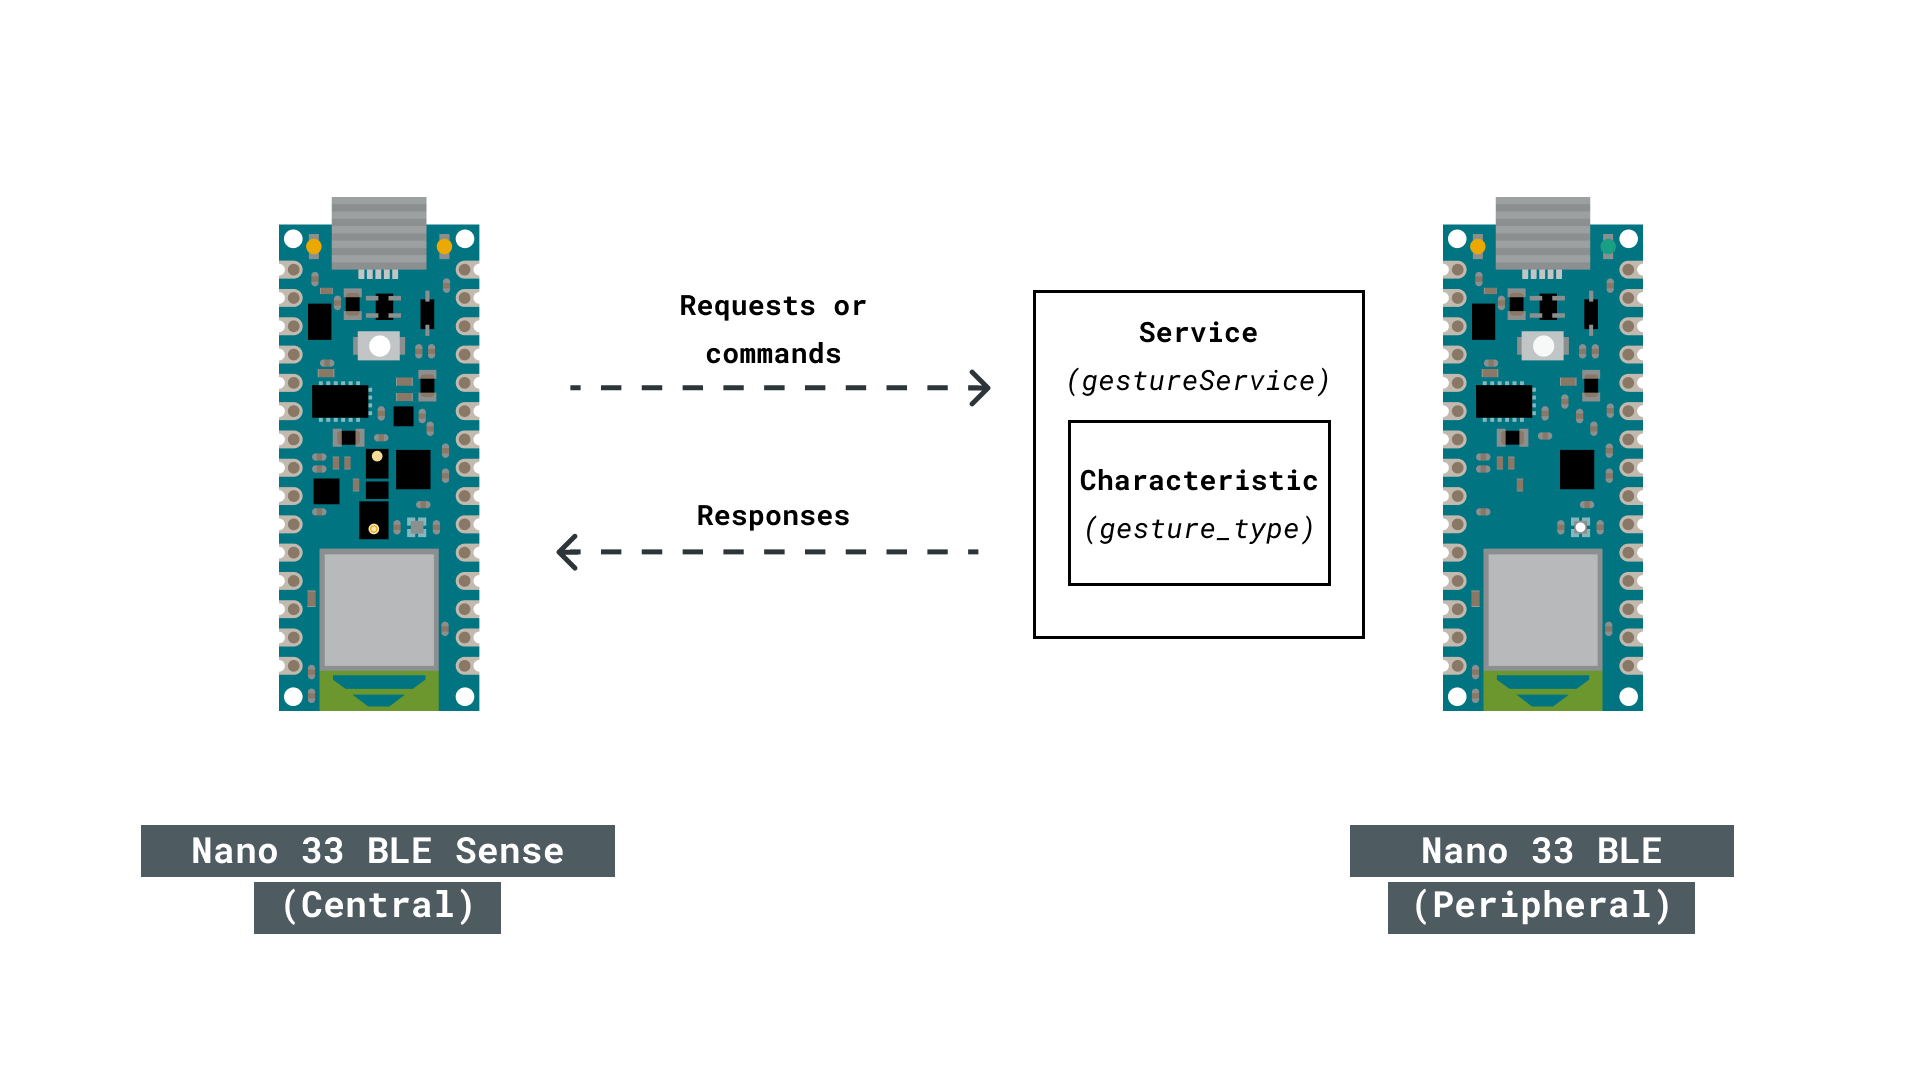 Requests or
commands
Responses
Service
(gestureService)
Characteristic
(gesture_type)
Nano 33 BLE Sense
(Central)
Nano 33 BLE
(Peripheral)